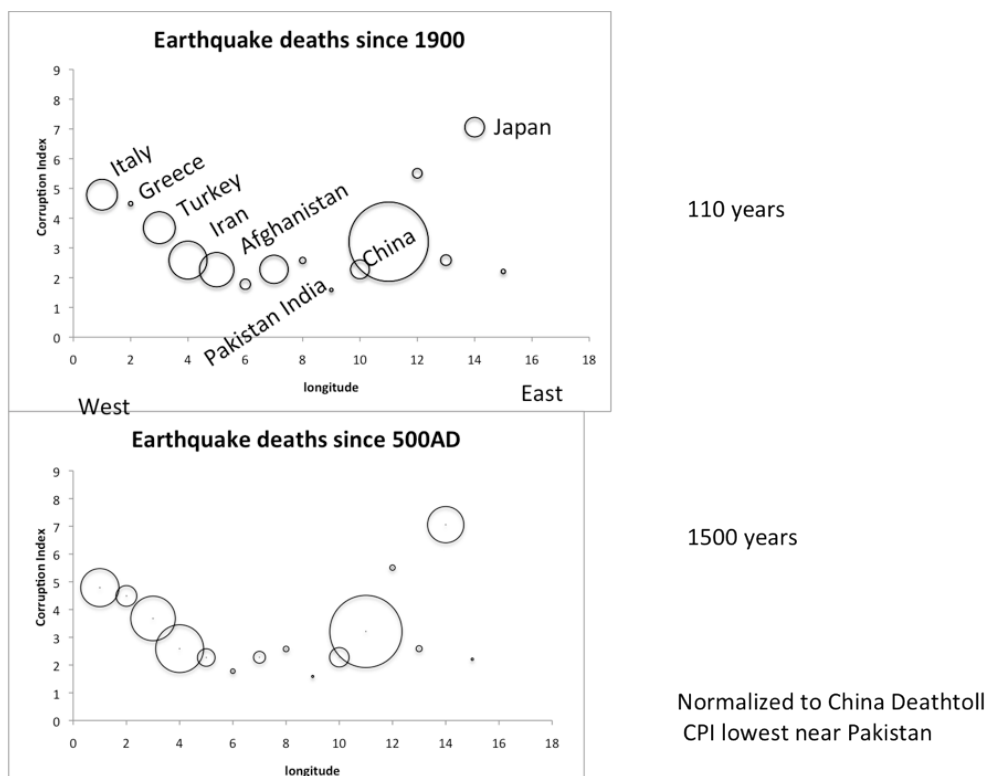 Earthquake deaths since 1900
9
8
7
6
5
4
3
2
1
0
Corruption Index
Italy
Greece
Turkey
Iran
Afghanistan
Pakistan India
China
Japan
0 2 4 6 8 10 12 14 16 18
longitude
West
East
110 years
Earthquake deaths since 500AD
9
8
7
6
5
4
3
2
1
0
Corruption Index
0 2 4 6 8 10 12 14 16 18
longitude
1500 years
Normalized to China Deathtoll
CPI lowest near Pakistan